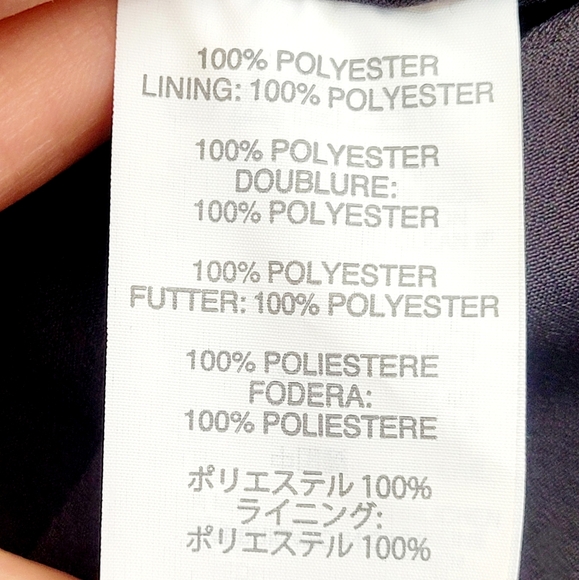 100% POLYESTER
LINING: 100% POLYESTER
100% POLYESTER
DOUBLURE:
100% POLYESTER
100% POLYESTER
FUTTER: 100% POLYESTER
100% POLIESTERE
FODERA:
100% POLIESTERE
ポリエステル 100%
ライニング:
ポリエステル 100%